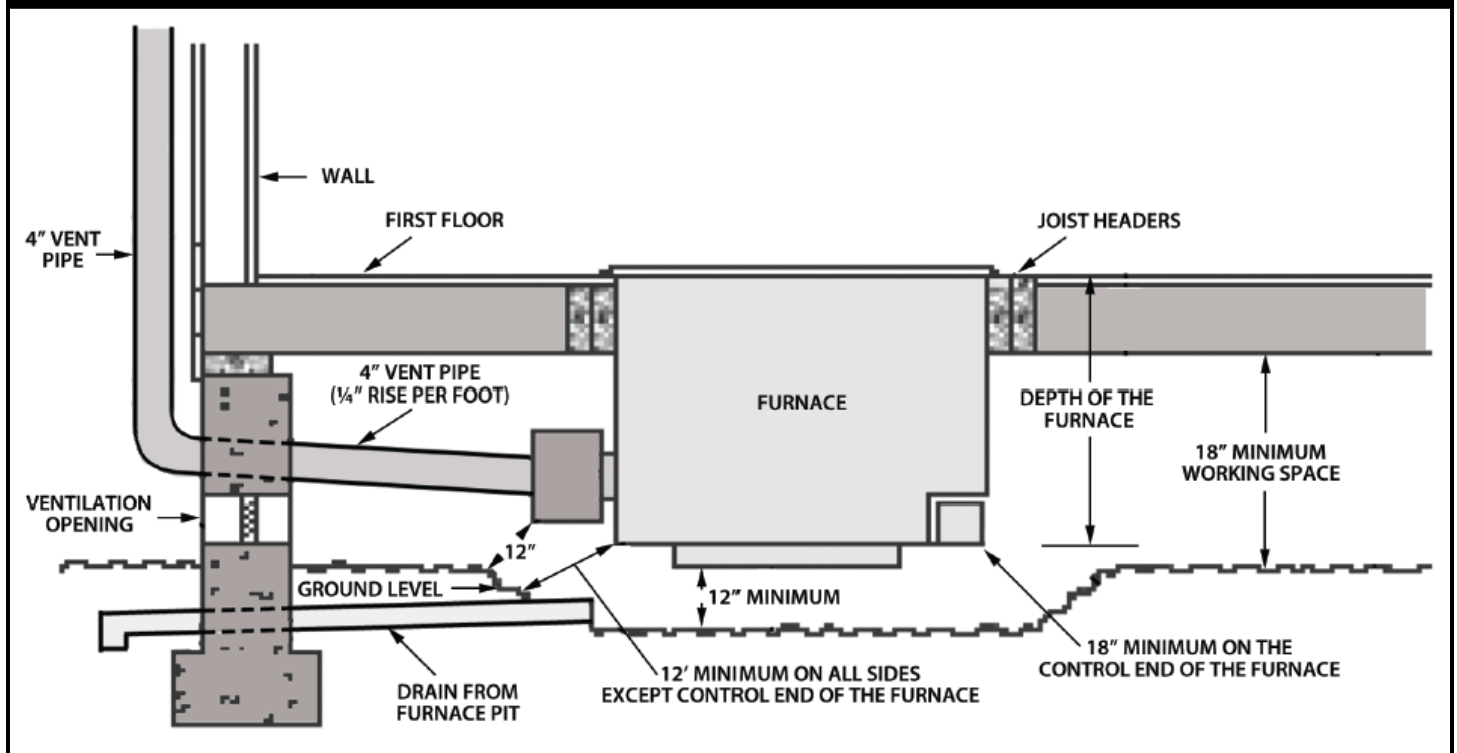 WALL
FIRST FLOOR
JOIST HEADERS
4” VENT
PIPE
4” VENT PIPE
(¼” RISE PER FOOT)
FURNACE
DEPTH OF THE
FURNACE
18” MINIMUM
WORKING SPACE
VENTILATION
OPENING
12”
GROUND LEVEL
12” MINIMUM
12’ MINIMUM ON ALL SIDES
EXCEPT CONTROL END OF THE FURNACE
18” MINIMUM ON THE
CONTROL END OF THE FURNACE
DRAIN FROM
FURNACE PIT